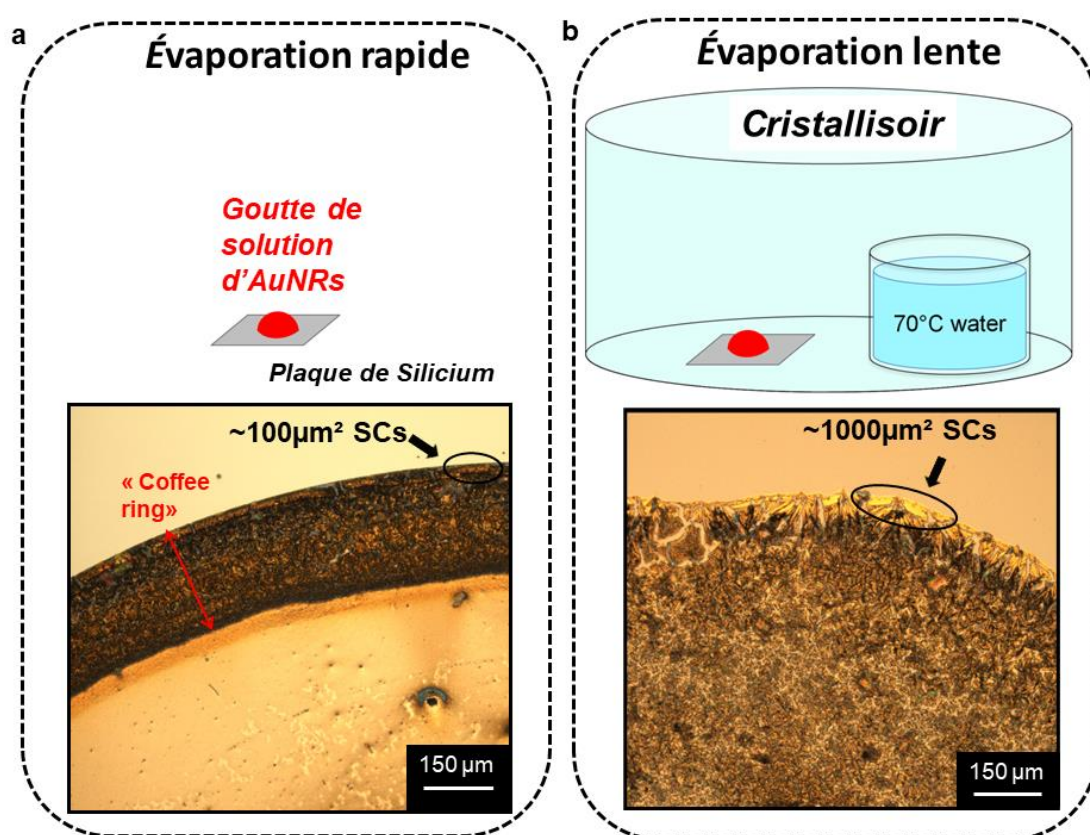 a
Évaporation rapide
Goutte de
solution
d'AuNRs
Plaque de Silicium
~100µm² SCs
« Coffee
ring»
150 µm
b
Évaporation lente
Cristallisoir
70°C water
~1000µm² SCs
150 µm